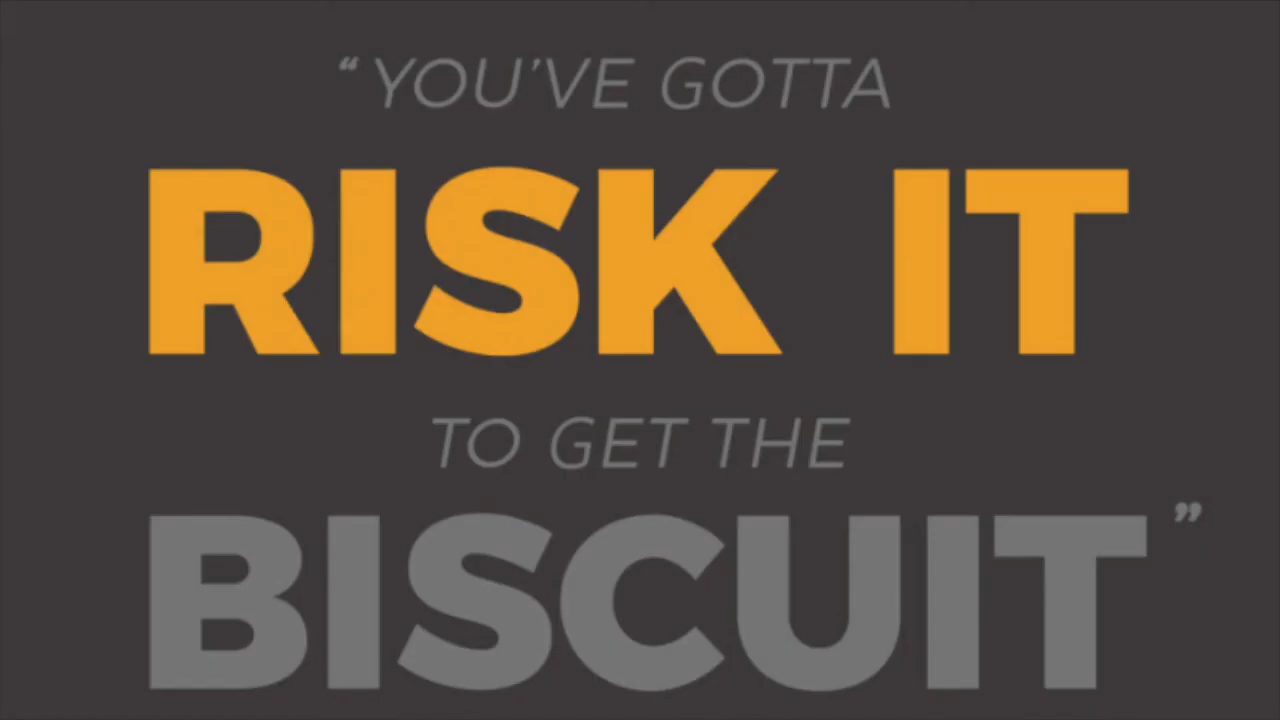 “YOU’VE GOTTA
RISK IT
TO GET THE
BISCUIT”